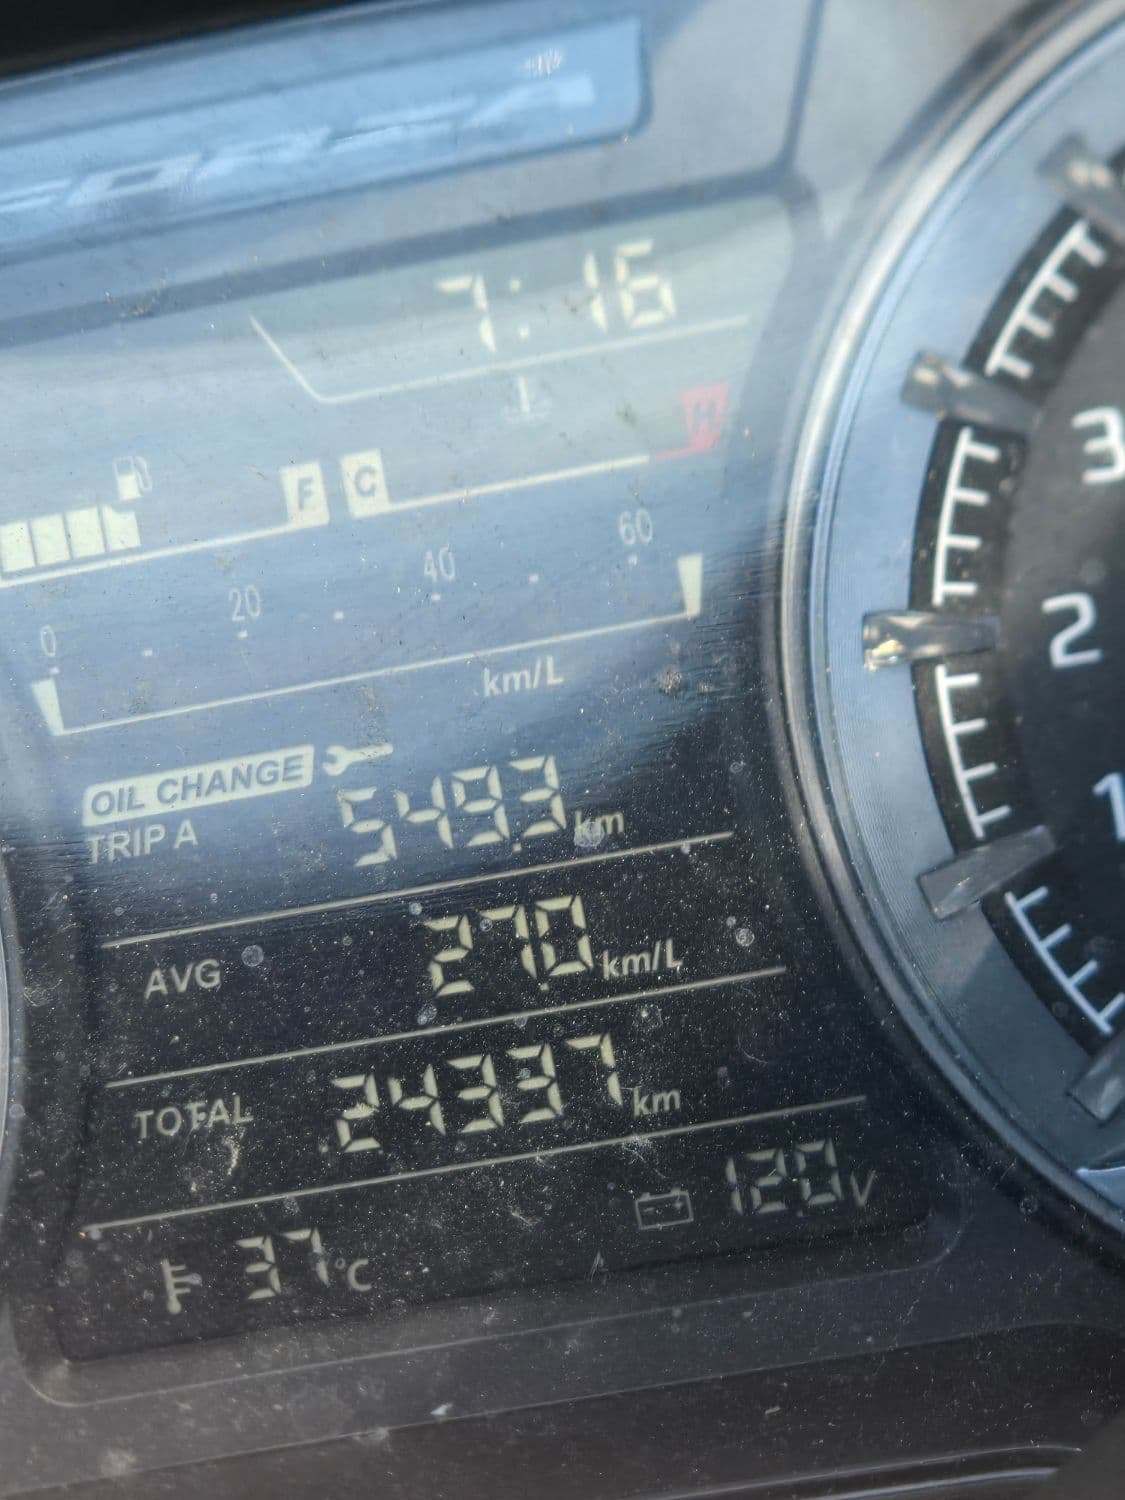 7:16
F C H
0 20 40 60
km/L
OIL CHANGE
TRIP A 549.3 km
AVG 27.0 km/L
TOTAL 24337 km
37 °C 12.0 V
3
2
1